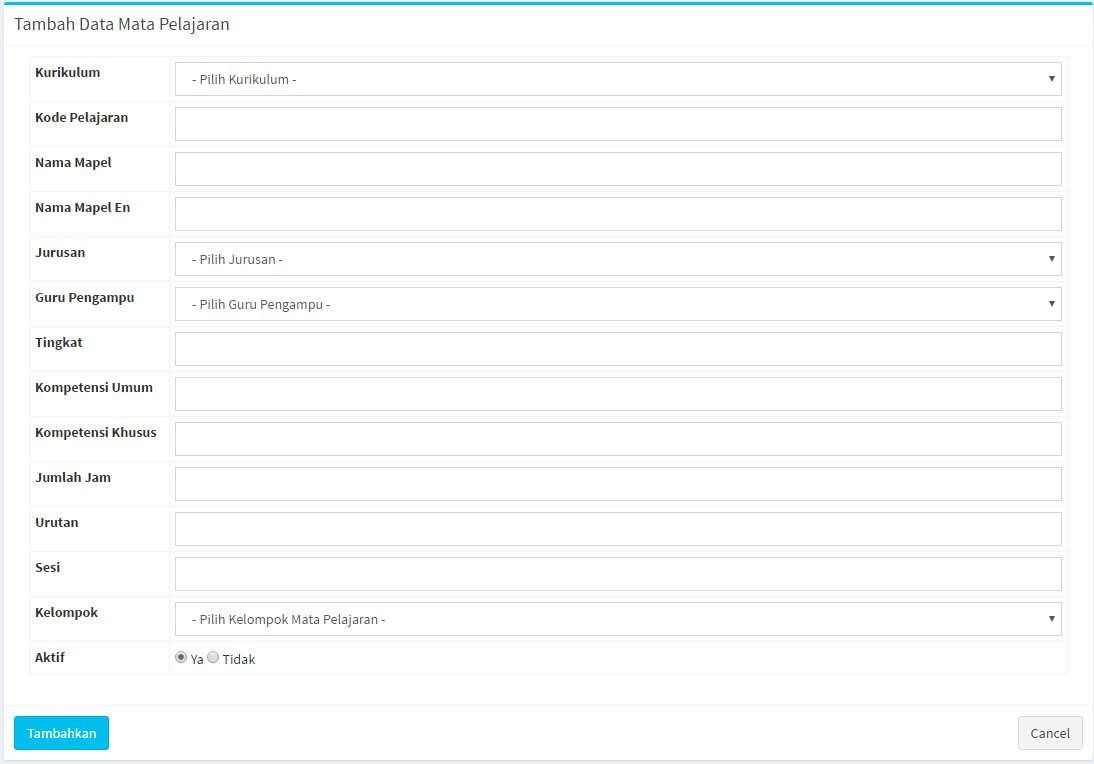 Tambah Data Mata Pelajaran
Kurikulum - Pilih Kurikulum -
Kode Pelajaran
Nama Mapel
Nama Mapel En
Jurusan - Pilih Jurusan -
Guru Pengampu - Pilih Guru Pengampu -
Tingkat
Kompetensi Umum
Kompetensi Khusus
Jumlah Jam
Urutan
Sesi
Kelompok - Pilih Kelompok Mata Pelajaran -
Aktif Ya Tidak
Tambahkan Cancel